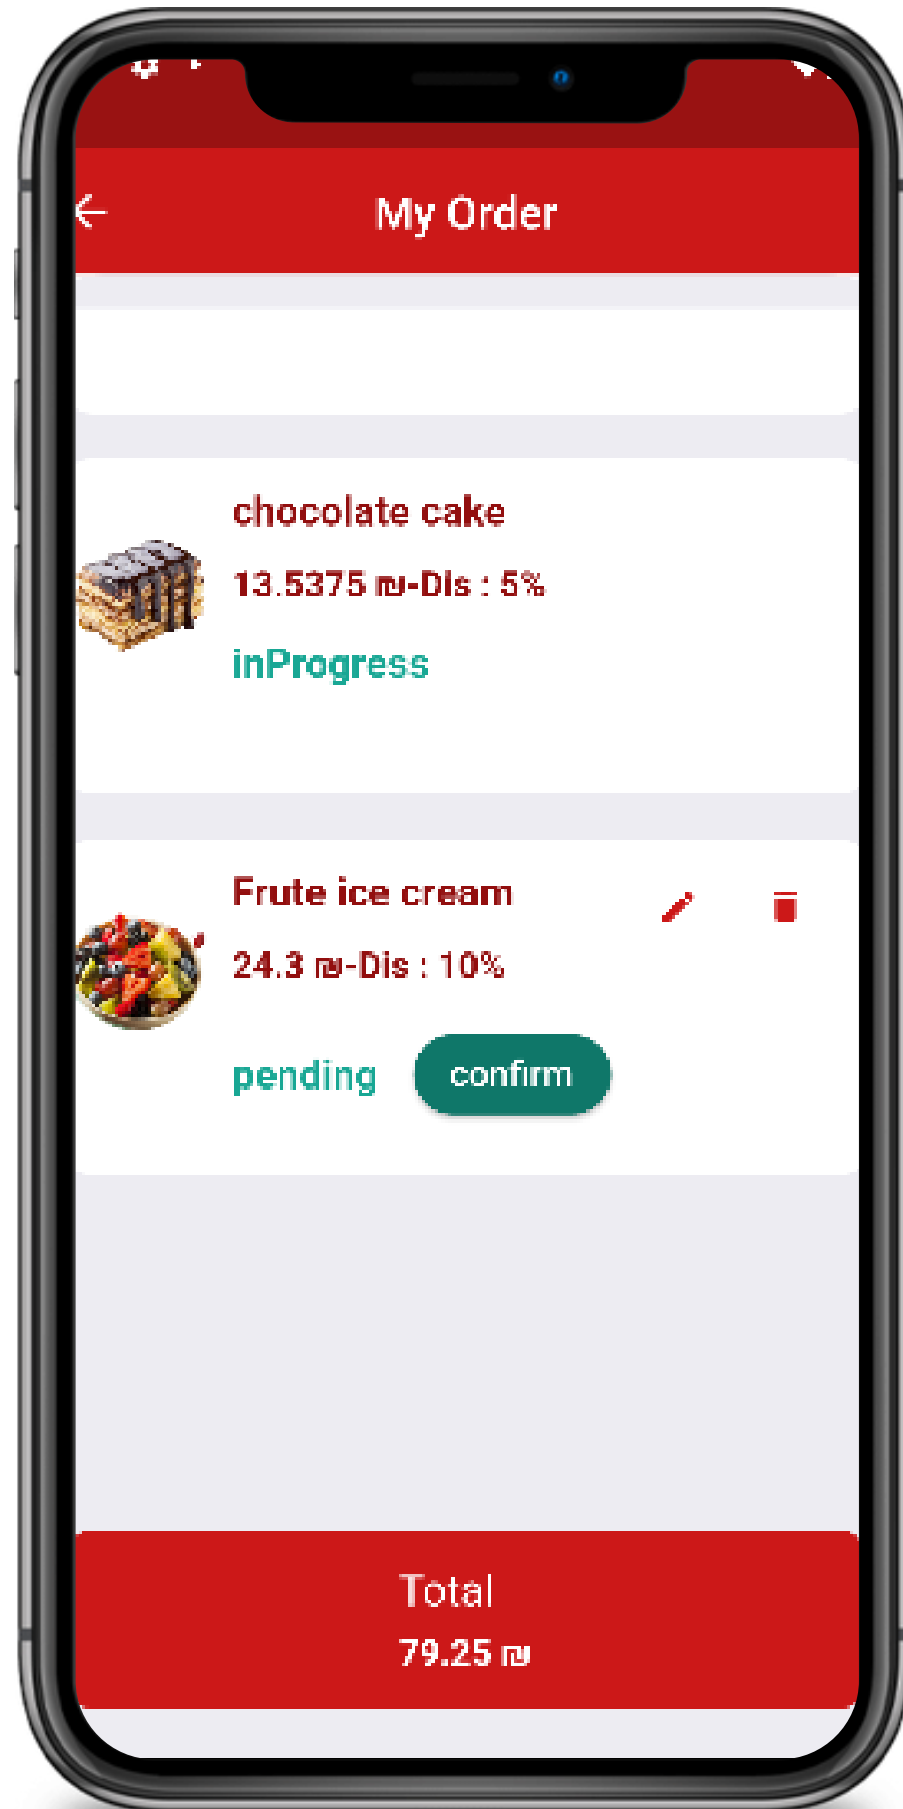 My Order
chocolate cake
13.5375 ₪-Dis : 5%
inProgress
Frute ice cream
24.3 ₪-Dis : 10%
pending
confirm
Total
79.25 ₪